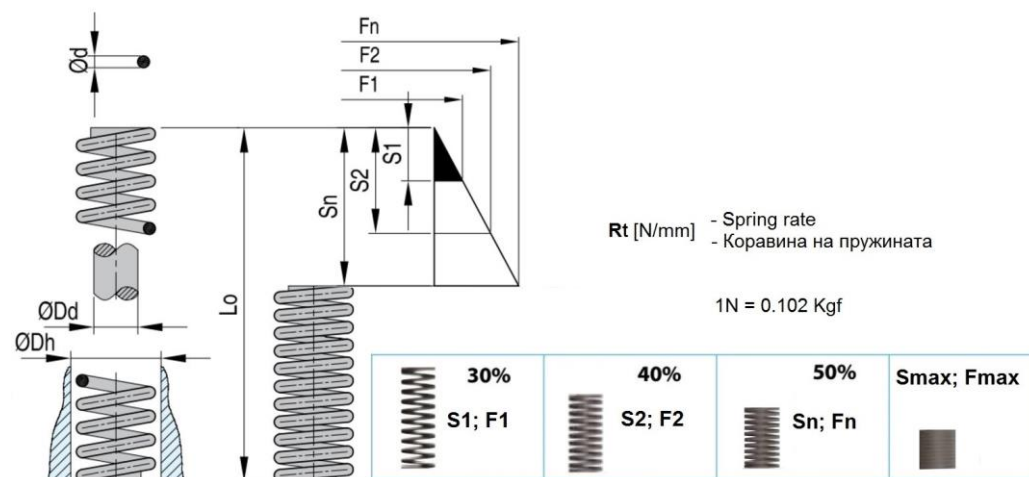 Fn
F2
F1
Ød
S1
S2
Sn
Lo
Rt [N/mm] - Spring rate
- Коравина на пружината
1N = 0.102 Kgf
ØDd
ØDh
30%
S1; F1
40%
S2; F2
50%
Sn; Fn
Smax; Fmax